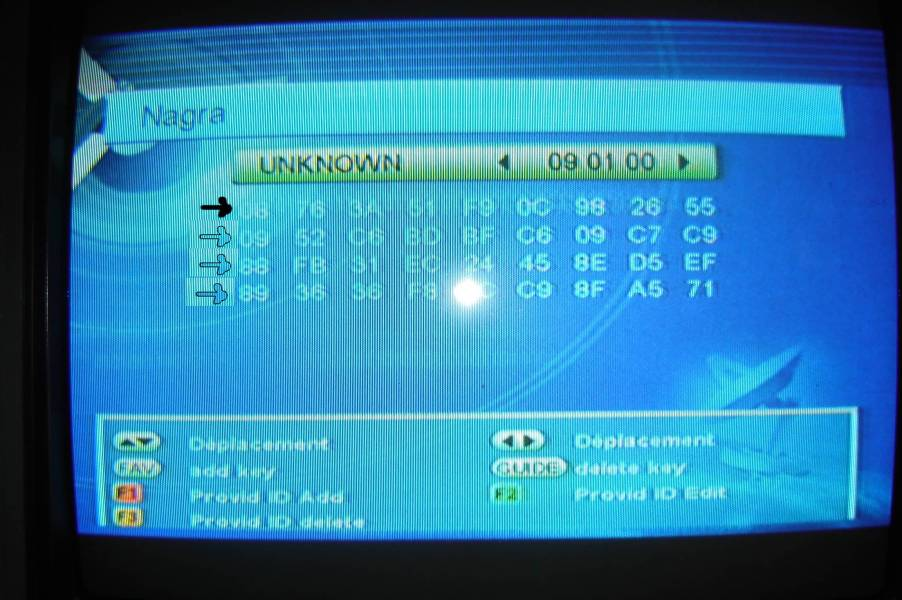 Nagra
UNKNOWN 09 01 00
08 76 3A 51 F9 0C 98 26 55
09 52 C6 BD BF C6 09 C7 C9
88 FB 31 EC 24 45 8E D5 EF
89 36 36 F8 C9 8F A5 71
Déplacement Déplacement
FAV add key GUIDE delete key
F1 Provid ID Add F2 Provid ID Edit
F3 Provid ID delete